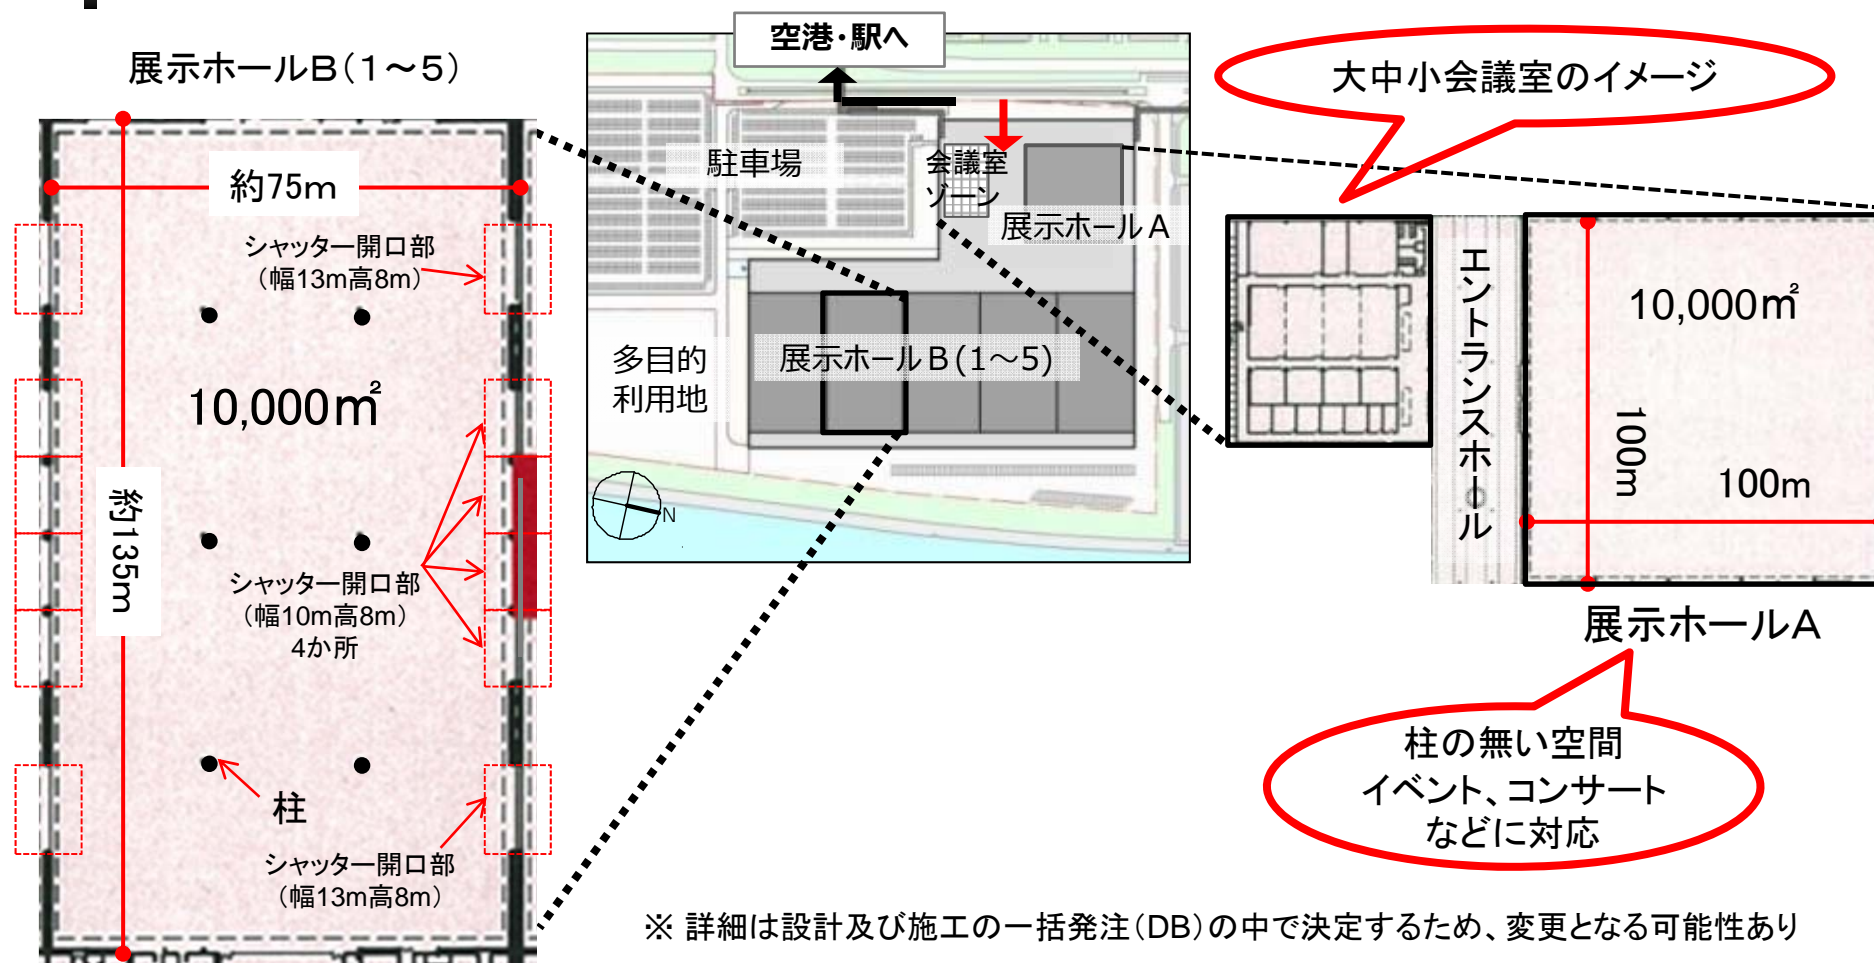 展示ホールB（1～5）
約75m
シャッター開口部
（幅13m高8m）
10,000㎡
約135m
シャッター開口部
（幅10m高8m）
4か所
柱
シャッター開口部
（幅13m高8m）
空港・駅へ
駐車場
会議室
ゾーン
展示ホールA
展示ホールB(1～5)
多目的
利用地
N
大中小会議室のイメージ
エントランスホール
10,000㎡
100m
100m
展示ホールA
柱の無い空間
イベント、コンサート
などに対応
※ 詳細は設計及び施工の一括発注（DB）の中で決定するため、変更となる可能性あり